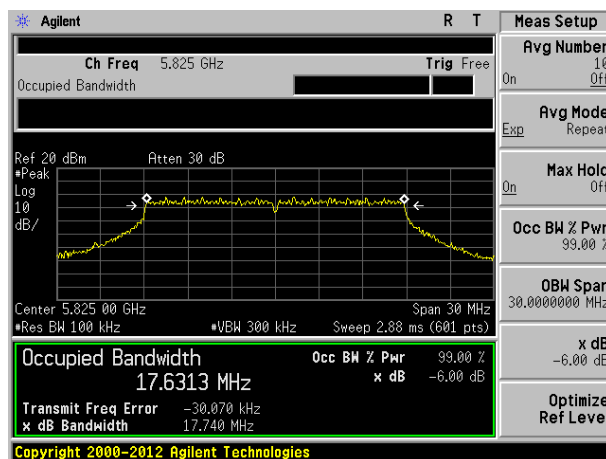 Agilent R T
Ch Freq 5.825 GHz Trig Free
Occupied Bandwidth
Ref 20 dBm Atten 30 dB
#Peak
Log
10
dB/
Center 5.825 00 GHz Span 30 MHz
#Res BW 100 kHz #VBW 300 kHz Sweep 2.88 ms (601 pts)
Occupied Bandwidth Occ BW % Pwr 99.00 %
17.6313 MHz x dB -6.00 dB
Transmit Freq Error -30.070 kHz
x dB Bandwidth 17.740 MHz
Copyright 2000-2012 Agilent Technologies
Meas Setup
Avg Number
10
On Off
Avg Mode
Exp Repeat
Max Hold
On Off
Occ BW % Pwr
99.00 %
OBW Span
30.0000000 MHz
x dB
-6.00 dB
Optimize
Ref Level